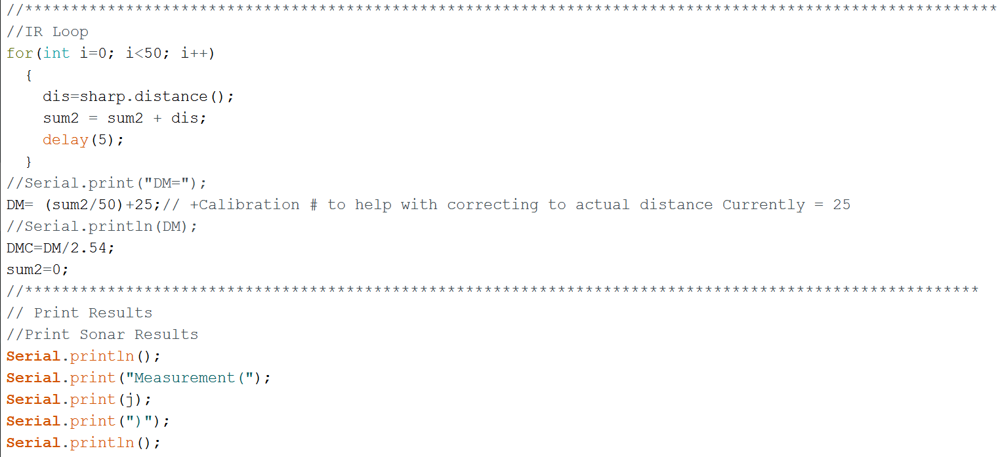 //**********************************************************************************************************
//IR Loop
for(int i=0; i<50; i++)
  {
    dis=sharp.distance();
    sum2 = sum2 + dis;
    delay(5);
  }
//Serial.print("DM=");
DM= (sum2/50)+25;// +Calibration # to help with correcting to actual distance Currently = 25
//Serial.println(DM);
DMC=DM/2.54;
sum2=0;
//********************************************************************************************************
// Print Results
//Print Sonar Results
Serial.println();
Serial.print("Measurement(");
Serial.print(j);
Serial.print(")");
Serial.println();